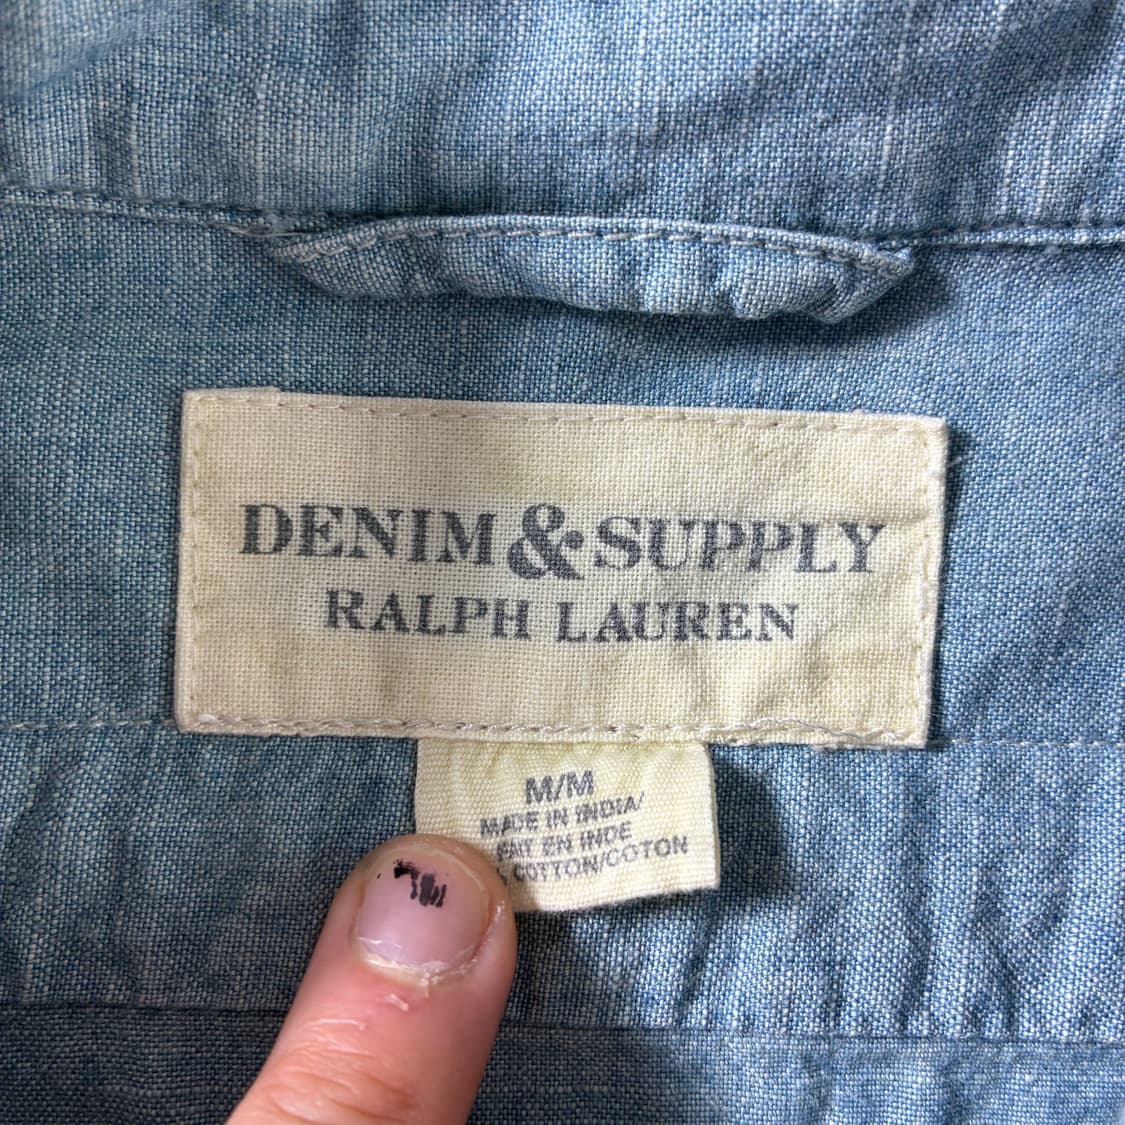 DENIM & SUPPLY
RALPH LAUREN
M/M
MADE IN INDIA/
FAIT EN INDE
COTTON/COTON